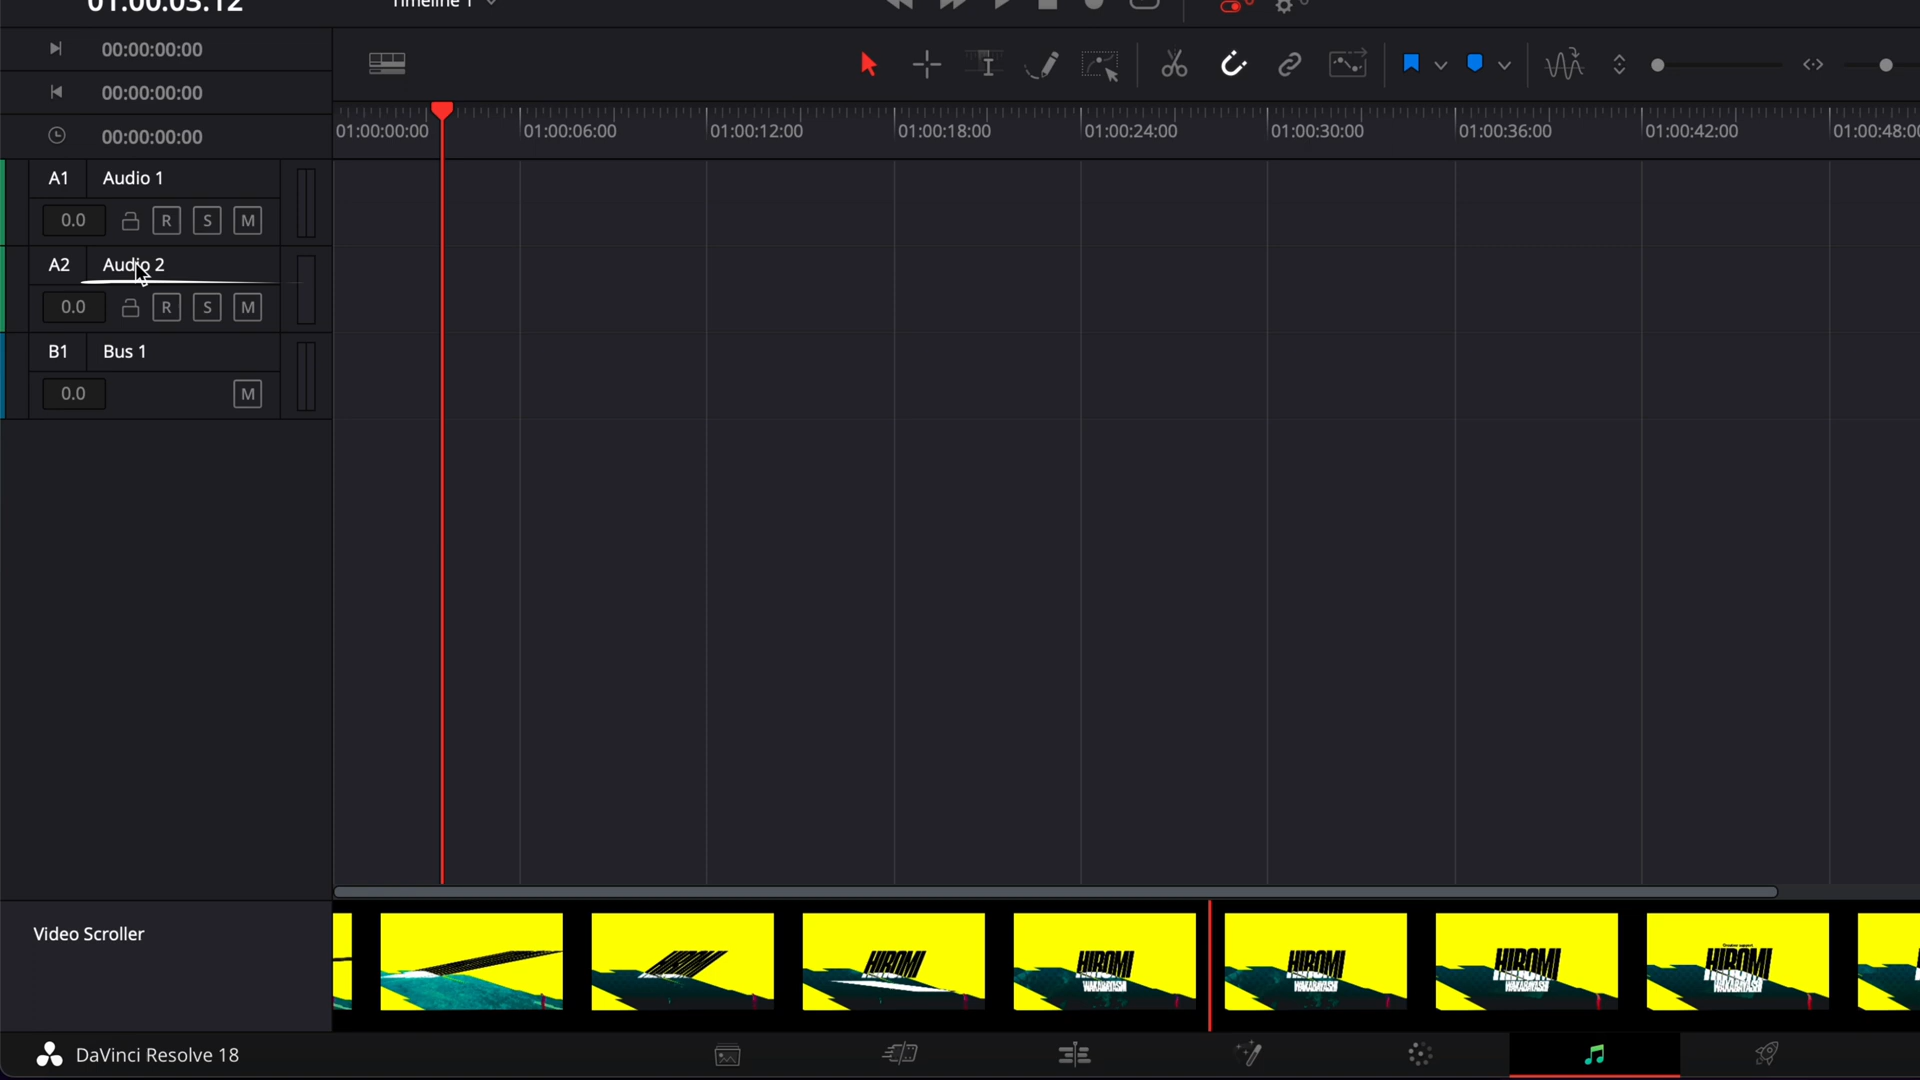 01:00:03:12
Timeline 1
00:00:00:00
00:00:00:00
00:00:00:00
01:00:00:00 01:00:06:00 01:00:12:00 01:00:18:00 01:00:24:00 01:00:30:00 01:00:36:00 01:00:42:00 01:00:48:00
A1 Audio 1
0.0 R S M
A2 Audio 2
0.0 R S M
B1 Bus 1
0.0 M
Video Scroller
HIROMI
HIROMI
HIROMI
WAKABAYASHI
HIROMI
WAKABAYASHI
HIROMI
WAKABAYASHI
HIROMI
WAKABAYASHI
DaVinci Resolve 18